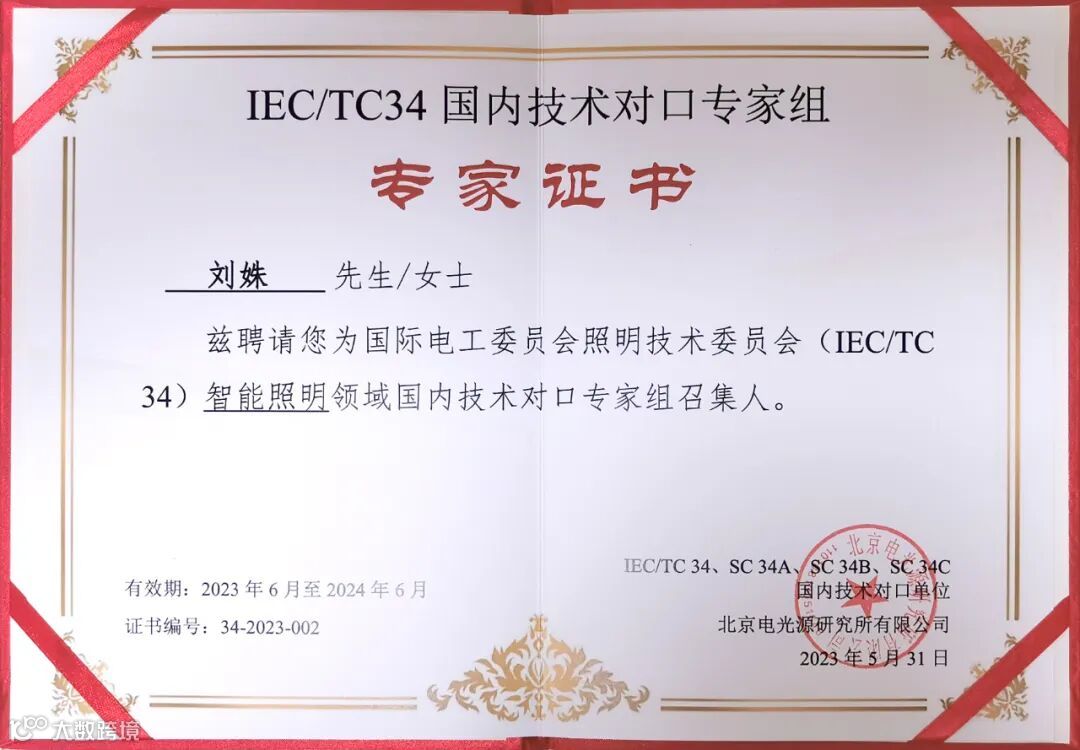 IEC/TC34 国内技术对口专家组
专家证书
刘姝 先生/女士
兹聘请您为国际电工委员会照明技术委员会（IEC/TC
34）智能照明领域国内技术对口专家组召集人。
IEC/TC 34、SC 34A、SC 34B、SC 34C
国内技术对口单位
有效期：2023 年 6 月至 2024 年 6 月
证书编号：34-2023-002
北京电光源研究所有限公司
2023 年 5 月 31 日
大数跨境